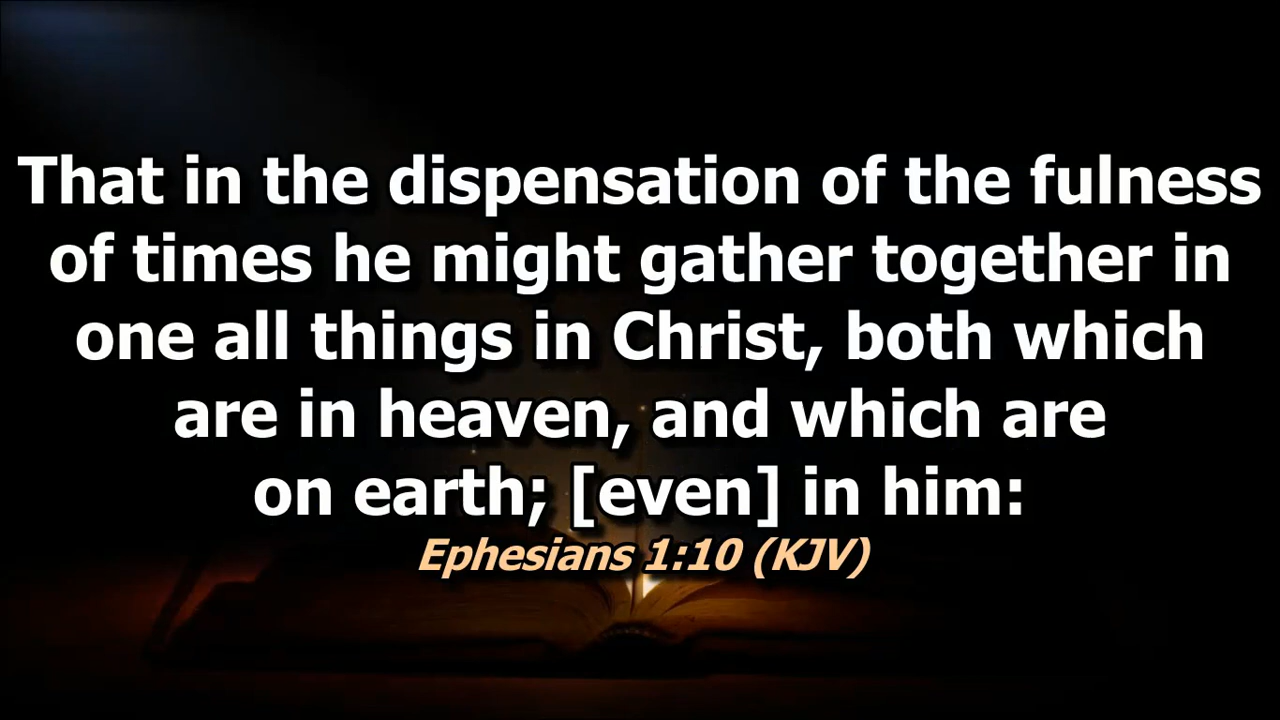 That in the dispensation of the fulness
of times he might gather together in
one all things in Christ, both which
are in heaven, and which are
on earth; [even] in him:
Ephesians 1:10 (KJV)